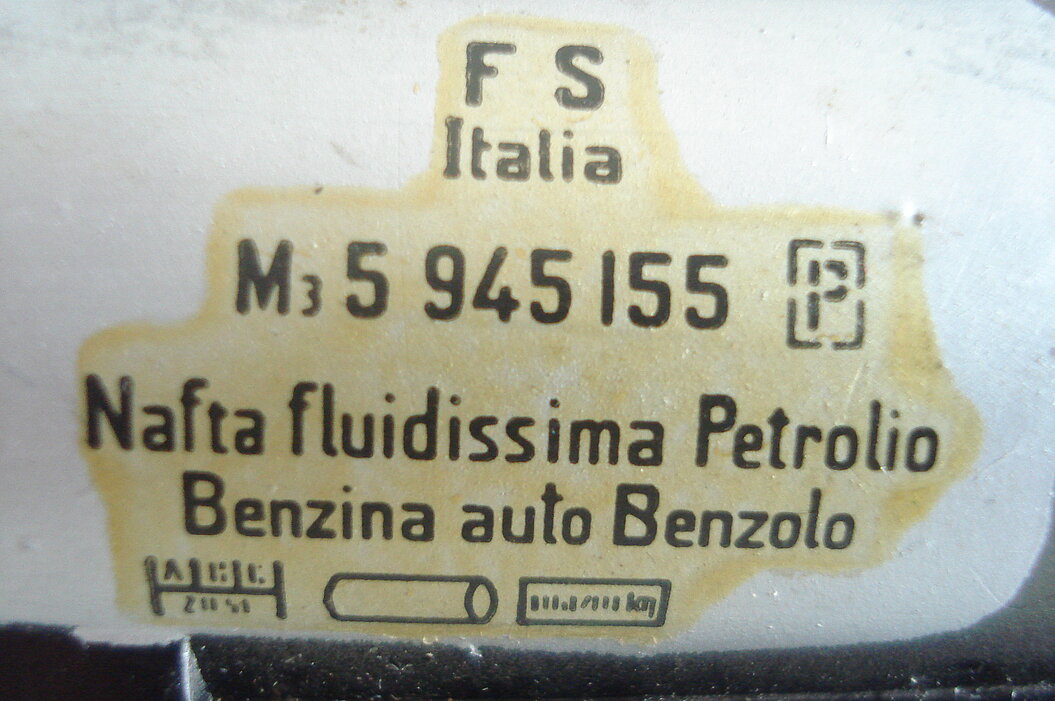 F S
Italia
M3 5 945 155 P
Nafta fluidissima Petrolio
Benzina auto Benzolo